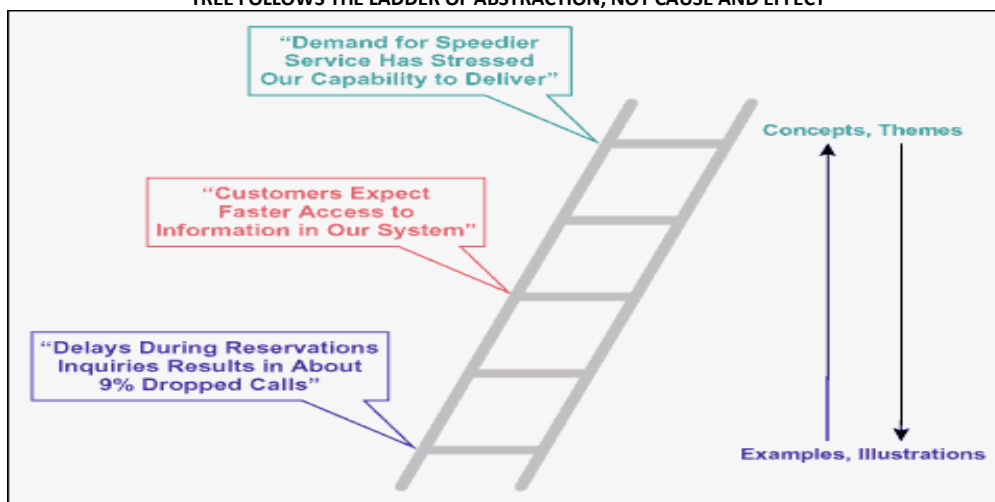 TREE FOLLOWS THE LADDER OF ABSTRACTION, NOT CAUSE AND EFFECT
“Demand for Speedier
Service Has Stressed
Our Capability to Deliver”
Concepts, Themes
“Customers Expect
Faster Access to
Information in Our System”
“Delays During Reservations
Inquiries Results in About
9% Dropped Calls”
Examples, Illustrations